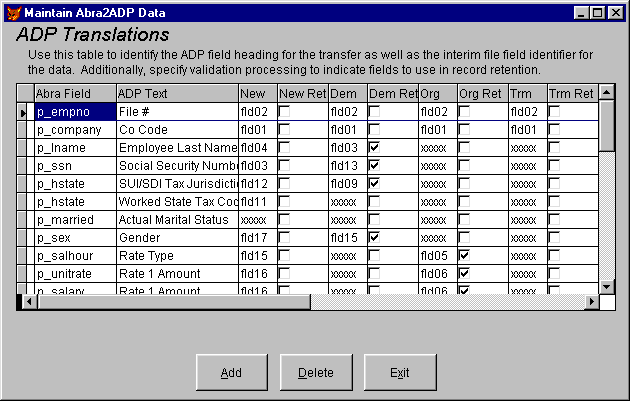 Maintain Abra2ADP Data
ADP Translations
Use this table to identify the ADP field heading for the transfer as well as the interim file field identifier for
the data. Additionally, specify validation processing to indicate fields to use in record retention.
Abra Field ADP Text New New Ret Dem Dem Ret Org Org Ret Trm Trm Ret
p_empno File # fld02 fld02 fld02 fld02
p_company Co Code fld01 fld01 fld01 fld01
p_lname Employee Last Name fld04 fld03 xxxxx xxxxx
p_ssn Social Security Numbe fld03 fld13 xxxxx xxxxx
p_hstate SUI/SDI Tax Jurisdictic fld12 fld09 xxxxx xxxxx
p_hstate Worked State Tax Cod fld11 xxxxx xxxxx xxxxx
p_married Actual Marital Status xxxxx xxxxx xxxxx xxxxx
p_sex Gender fld17 fld15 xxxxx xxxxx
p_salhour Rate Type fld15 xxxxx fld05 xxxxx
p_unitrate Rate 1 Amount fld16 xxxxx fld06 xxxxx
p_salary Rate 1 Amount fld16 xxxxx fld06 xxxxx
Add Delete Exit